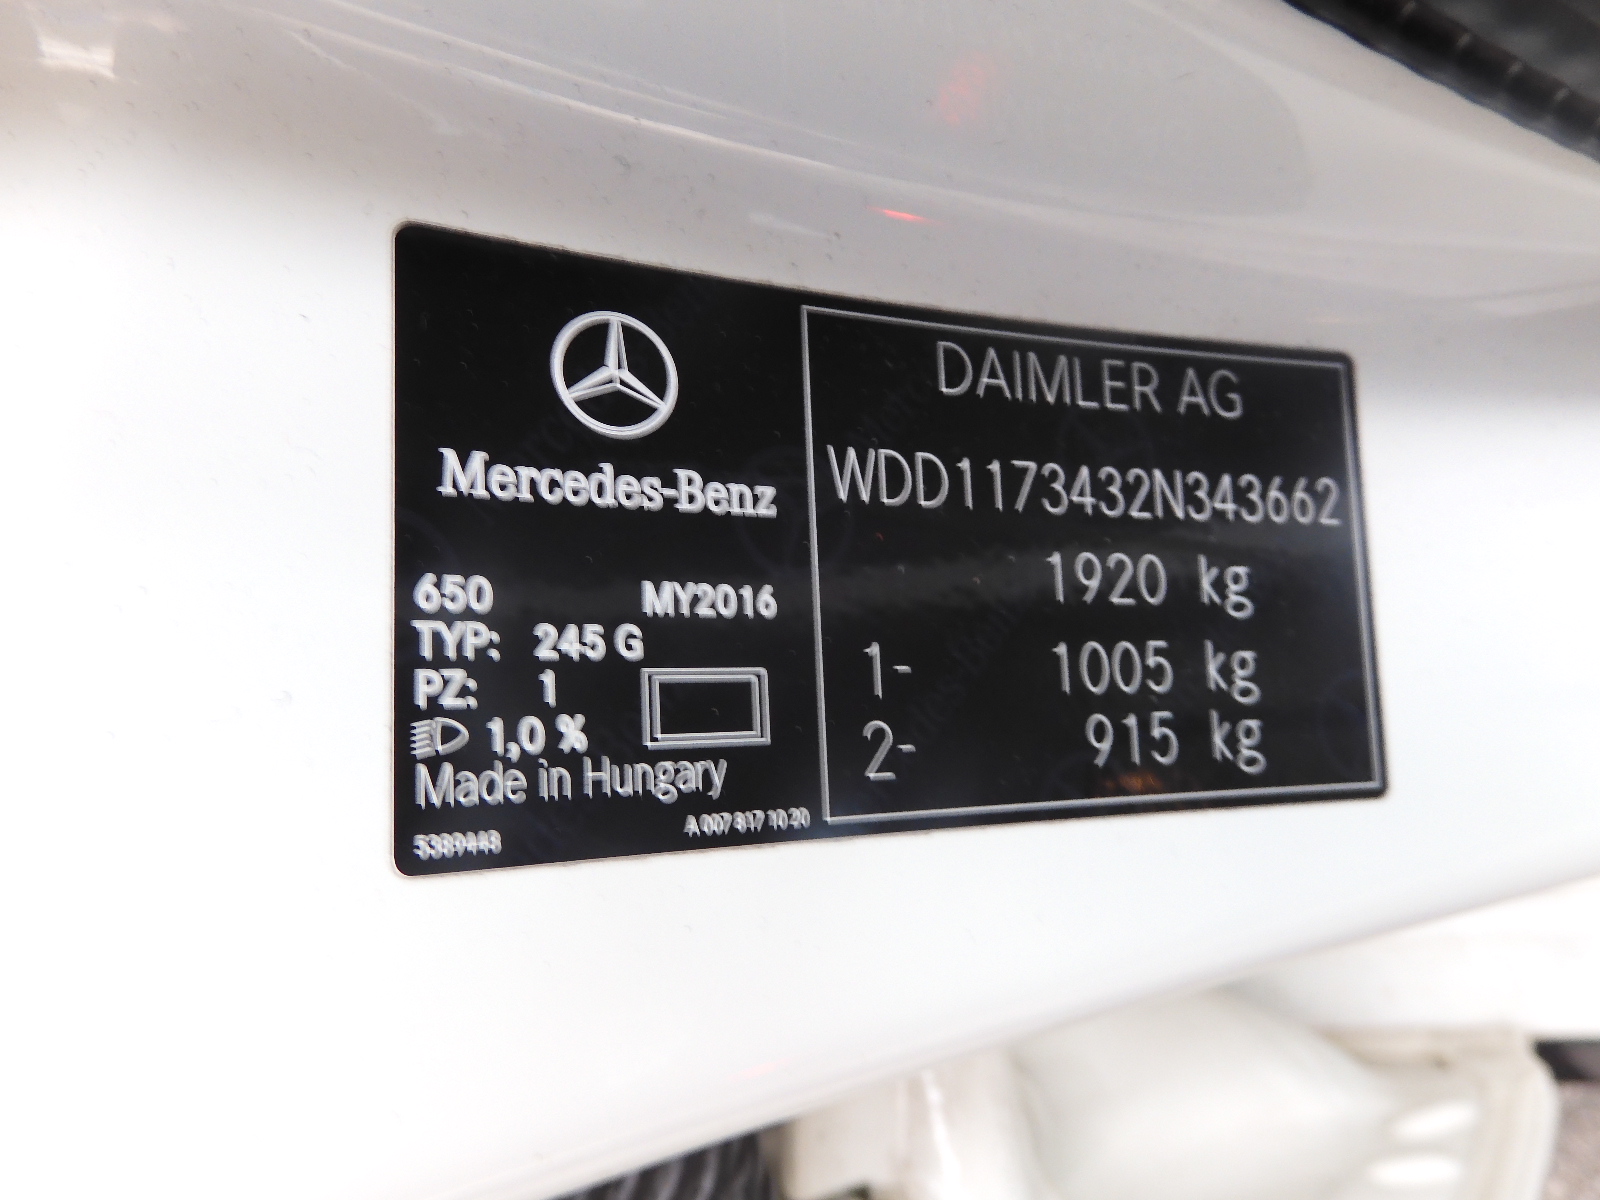 Mercedes-Benz
650 MY2016
TYP: 245 G
PZ: 1
1,0 %
Made in Hungary
5389448
A 007 817 10 20
DAIMLER AG
WDD1173432N343662
1920 kg
1- 1005 kg
2- 915 kg